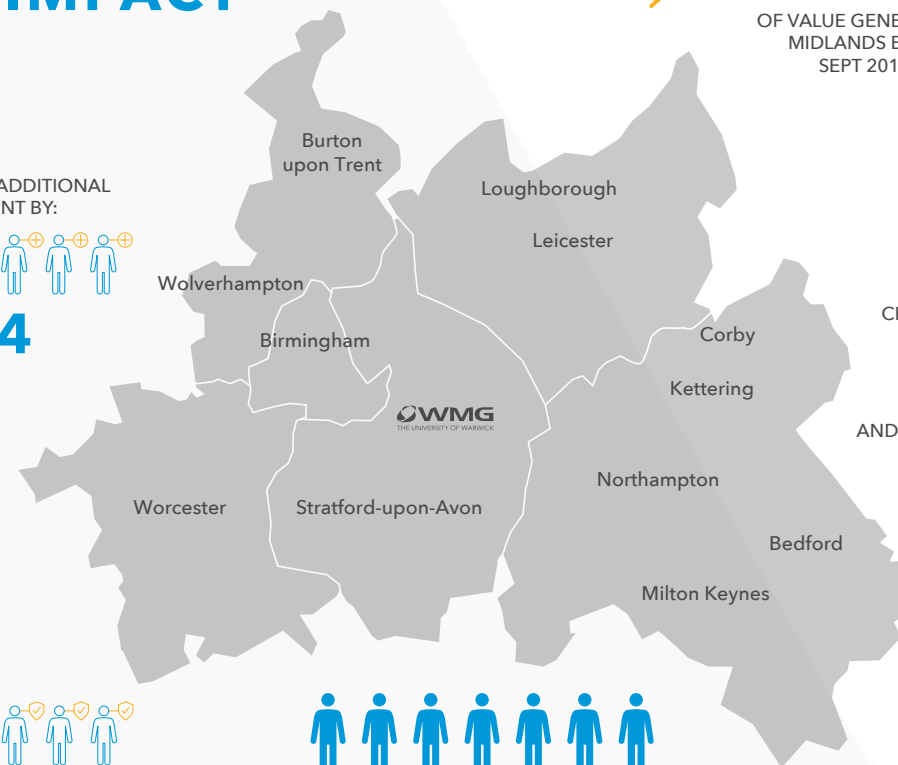 IMPACT
OF VALUE GENE
MIDLANDS E
SEPT 201
ADDITIONAL
NT BY:
4
Burton
upon Trent
Loughborough
Leicester
Wolverhampton
Birmingham
Corby
Kettering
WMG
THE UNIVERSITY OF WARWICK
AND
Northampton
Worcester
Stratford-upon-Avon
Bedford
Milton Keynes